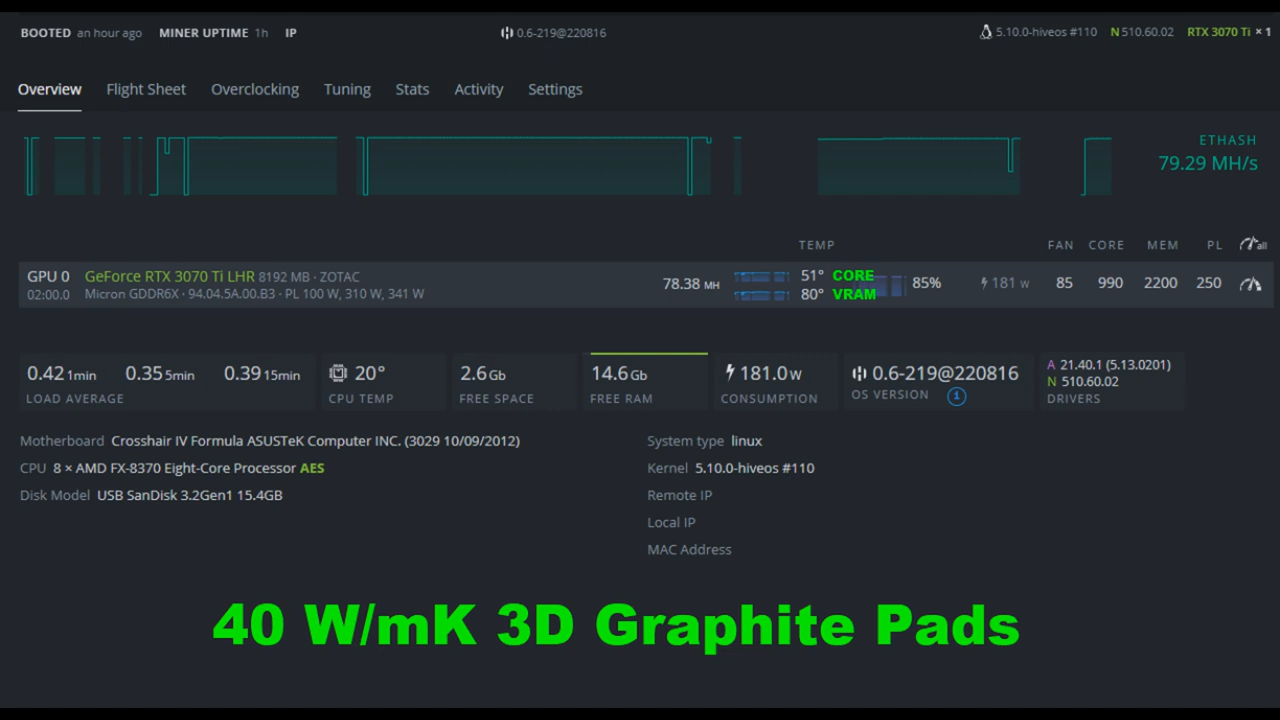 BOOTED an hour ago MINER UPTIME 1h IP 0.6-219@220816 5.10.0-hiveos #110 N 510.60.02 RTX 3070 Ti × 1
Overview Flight Sheet Overclocking Tuning Stats Activity Settings
ETHASH
79.29 MH/s
TEMP FAN CORE MEM PL all
GPU 0 GeForce RTX 3070 Ti LHR 8192 MB · ZOTAC
02:00.0 Micron GDDR6X · 94.04.5A.00.B3 · PL 100 W, 310 W, 341 W
78.38 MH 51° CORE 85% 181 W 85 990 2200 250
80° VRAM
0.42 1min 0.35 5min 0.39 15min
LOAD AVERAGE
20°
CPU TEMP
2.6 Gb
FREE SPACE
14.6 Gb
FREE RAM
181.0 W
CONSUMPTION
0.6-219@220816
OS VERSION i
A 21.40.1 (5.13.0201)
N 510.60.02
DRIVERS
Motherboard Crosshair IV Formula ASUSTeK Computer INC. (3029 10/09/2012)
CPU 8 × AMD FX-8370 Eight-Core Processor AES
Disk Model USB SanDisk 3.2Gen1 15.4GB
System type linux
Kernel 5.10.0-hiveos #110
Remote IP
Local IP
MAC Address
40 W/mK 3D Graphite Pads